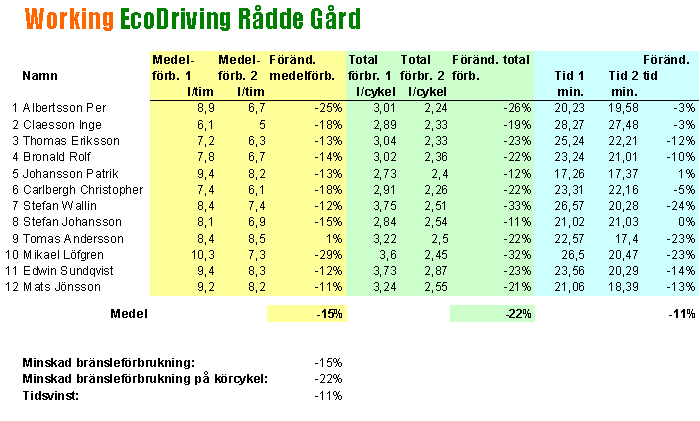 Working EcoDriving Rådde Gård
Medel- Medel- Föränd. Total Total Föränd. total Föränd.
Namn förb. 1 förb. 2 medelförb. förbr. 1 förbr. 2 förb. Tid 1 Tid 2 tid
l/tim l/tim l/cykel l/cykel min. min.
1 Albertsson Per 8,9 6,7 -25% 3,01 2,24 -26% 20,23 19,58 -3%
2 Claesson Inge 6,1 5 -18% 2,89 2,33 -19% 28,27 27,48 -3%
3 Thomas Eriksson 7,2 6,3 -13% 3,04 2,33 -23% 25,24 22,21 -12%
4 Bronald Rolf 7,8 6,7 -14% 3,02 2,36 -22% 23,24 21,01 -10%
5 Johansson Patrik 9,4 8,2 -13% 2,73 2,4 -12% 17,26 17,37 1%
6 Carlbergh Christopher 7,4 6,1 -18% 2,91 2,26 -22% 23,31 22,16 -5%
7 Stefan Wallin 8,4 7,4 -12% 3,75 2,51 -33% 26,57 20,28 -24%
8 Stefan Johansson 8,1 6,9 -15% 2,84 2,54 -11% 21,02 21,03 0%
9 Tomas Andersson 8,4 8,5 1% 3,22 2,5 -22% 22,57 17,4 -23%
10 Mikael Löfgren 10,3 7,3 -29% 3,6 2,45 -32% 26,5 20,47 -23%
11 Edwin Sundqvist 9,4 8,3 -12% 3,73 2,87 -23% 23,56 20,29 -14%
12 Mats Jönsson 9,2 8,2 -11% 3,24 2,55 -21% 21,06 18,39 -13%
Medel -15% -22% -11%
Minskad bränsleförbrukning: -15%
Minskad bränsleförbrukning på körcykel: -22%
Tidsvinst: -11%